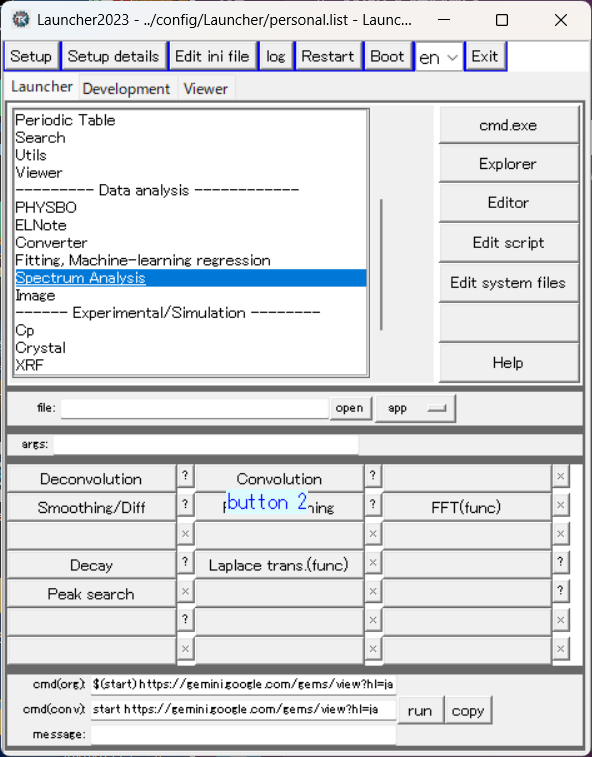 Launcher2023 - ../config/Launcher/personal.list - Launc...
Setup Setup details Edit ini file log Restart Boot en Exit
Launcher Development Viewer
Periodic Table
Search
Utils
Viewer
--------- Data analysis ------------
PHYSBO
ELNote
Converter
Fitting, Machine-learning regression
Spectrum Analysis
Image
------ Experimental/Simulation --------
Cp
Crystal
XRF
cmd.exe
Explorer
Editor
Edit script
Edit system files
Help
file: open app
args:
Deconvolution ? Convolution ? ×
Smoothing/Diff ? button 2 ning ? FFT(func) ×
× × ×
Decay ? Laplace trans.(func) × ?
Peak search × × ?
? × ×
× × ×
cmd(org): $(start) https://gemini.google.com/gems/view?hl=ja
cmd(conv): start https://gemini.google.com/gems/view?hl=ja run copy
message: